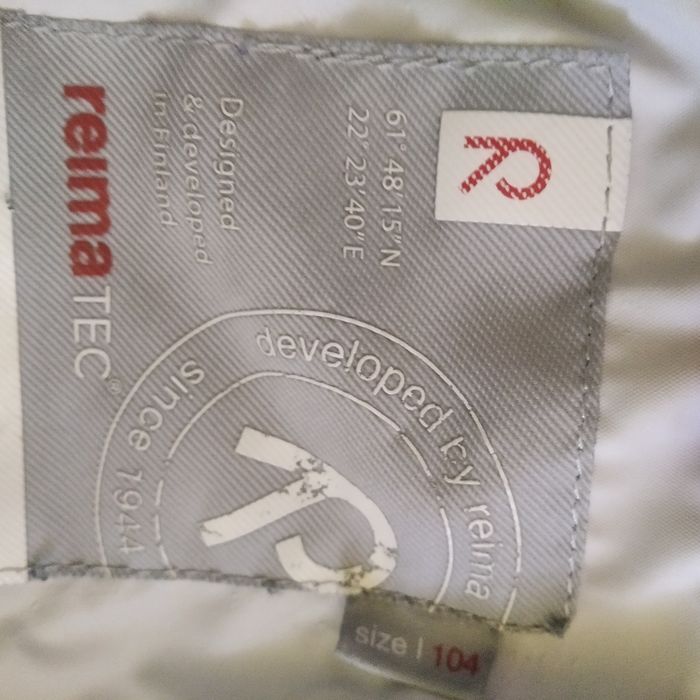 61° 48' 15" N
22° 23' 40" E
Designed
& developed
in Finland
reima TEC®
developed by reima
since 1944
size | 104